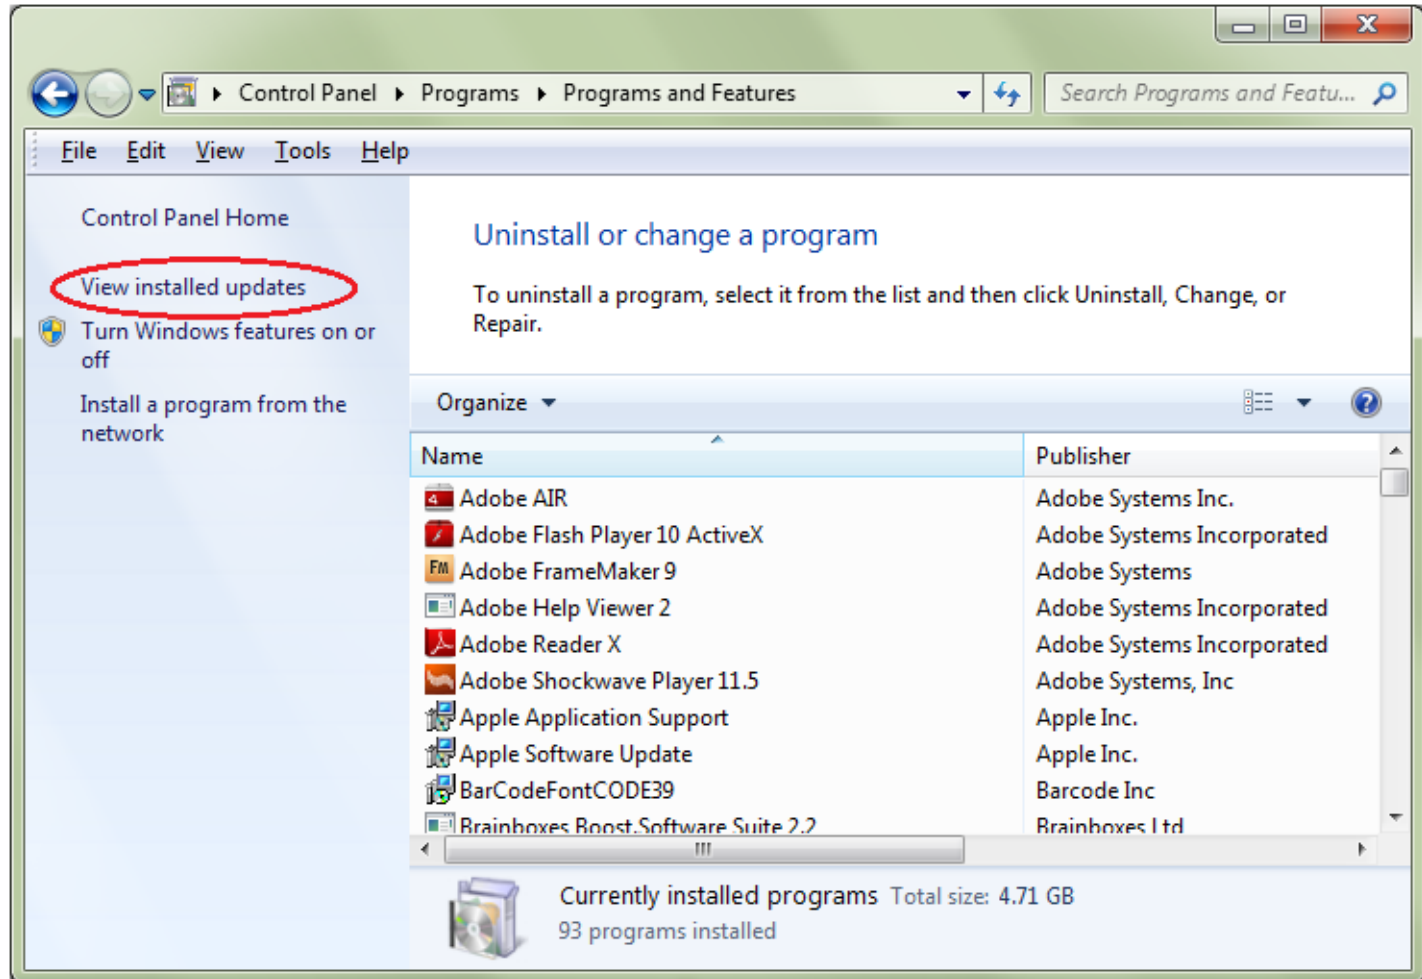 Control Panel Programs Programs and Features Search Programs and Featu...
File Edit View Tools Help
Control Panel Home
View installed updates
Turn Windows features on or
off
Install a program from the
network
Uninstall or change a program
To uninstall a program, select it from the list and then click Uninstall, Change, or
Repair.
Organize
Name Publisher
Adobe AIR Adobe Systems Inc.
Adobe Flash Player 10 ActiveX Adobe Systems Incorporated
Adobe FrameMaker 9 Adobe Systems
Adobe Help Viewer 2 Adobe Systems Incorporated
Adobe Reader X Adobe Systems Incorporated
Adobe Shockwave Player 11.5 Adobe Systems, Inc
Apple Application Support Apple Inc.
Apple Software Update Apple Inc.
BarCodeFontCODE39 Barcode Inc
Brainboxes Boost.Software Suite 2.2 Brainboxes Ltd
Currently installed programs Total size: 4.71 GB
93 programs installed